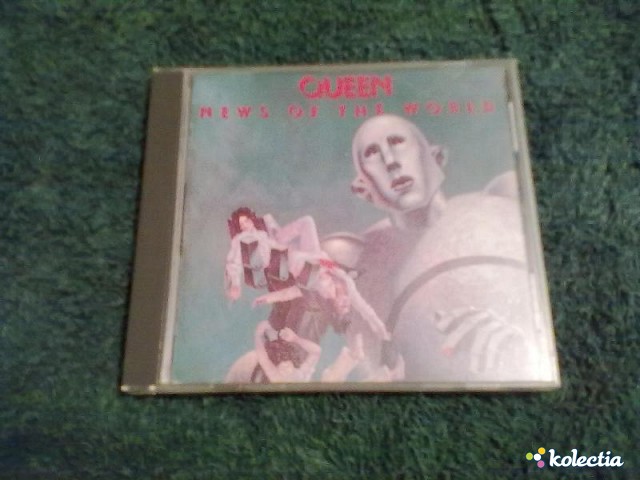 QUEEN
NEWS OF THE WORLD
kolectia